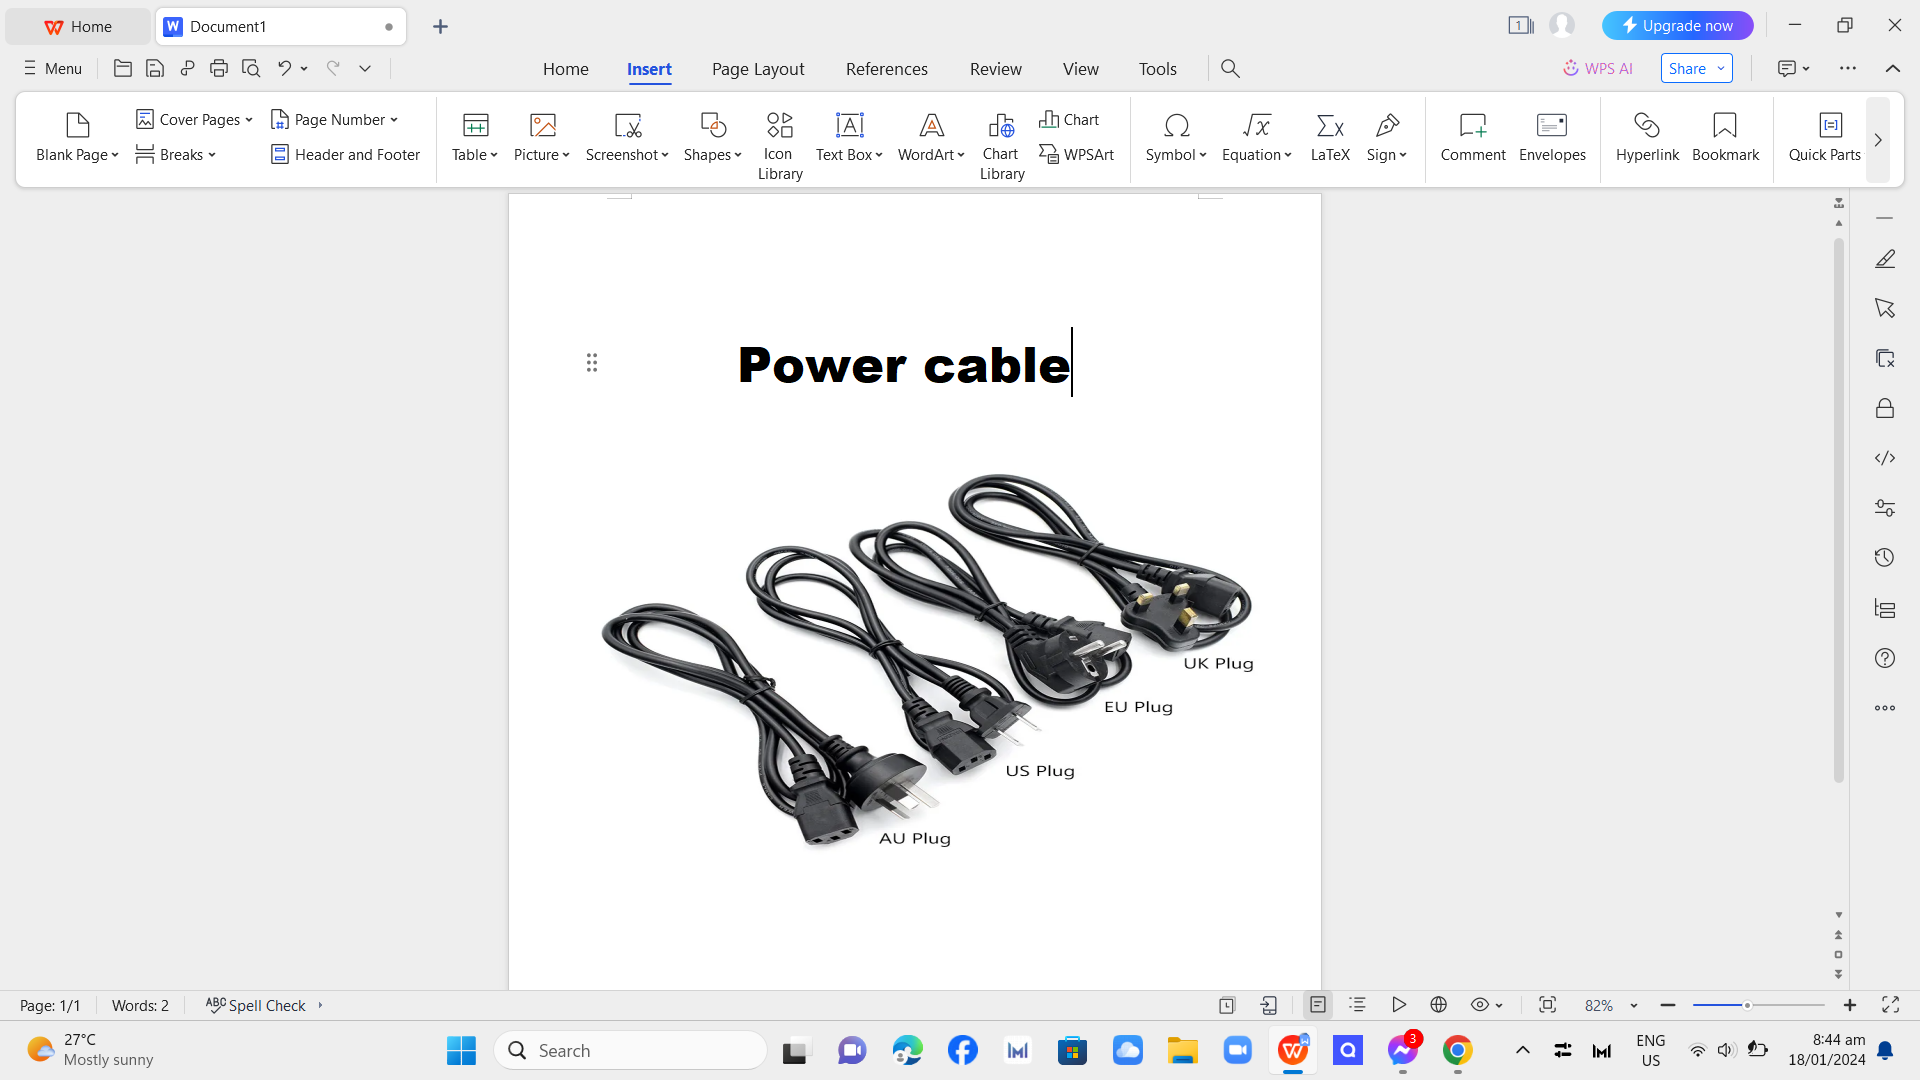 Home
Document1
1
Upgrade now
Menu
Home
Insert
Page Layout
References
Review
View
Tools
WPS AI
Share
Blank Page
Cover Pages
Breaks
Page Number
Header and Footer
Table
Picture
Screenshot
Shapes
Icon
Library
Text Box
WordArt
Chart
Library
Chart
WPSArt
Symbol
Equation
LaTeX
Sign
Comment
Envelopes
Hyperlink
Bookmark
Quick Parts
Power cable
UK Plug
EU Plug
US Plug
AU Plug
Page: 1/1
Words: 2
ABC Spell Check
82%
27°C
Mostly sunny
Search
3
ENG
US
8:44 am
18/01/2024